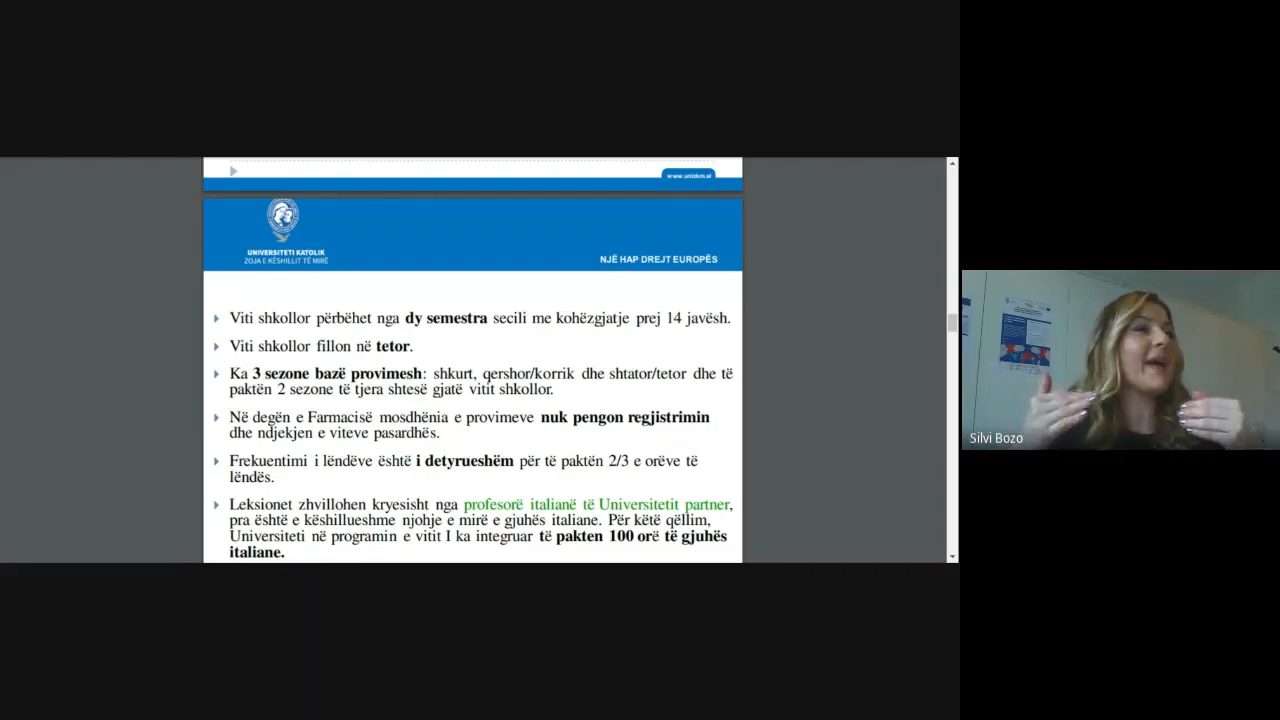 www.unizkm.al
UNIVERSITETI KATOLIK
ZOJA E KËSHILLIT TË MIRË
NJË HAP DREJT EUROPËS
Viti shkollor përbëhet nga dy semestra secili me kohëzgjatje prej 14 javësh.
Viti shkollor fillon në tetor.
Ka 3 sezone bazë provimesh: shkurt, qershor/korrik dhe shtator/tetor dhe të
paktën 2 sezone të tjera shtesë gjatë vitit shkollor.
Në degën e Farmacisë mosdhënia e provimeve nuk pengon regjistrimin
dhe ndjekjen e viteve pasardhës.
Frekuentimi i lëndëve është i detyrueshëm për të paktën 2/3 e orëve të
lëndës.
Leksionet zhvillohen kryesisht nga profesorë italianë të Universitetit partner,
pra është e këshillueshme njohje e mirë e gjuhës italiane. Për këtë qëllim,
Universiteti në programin e vitit I ka integruar të pakten 100 orë të gjuhës
italiane.
Silvi Bozo